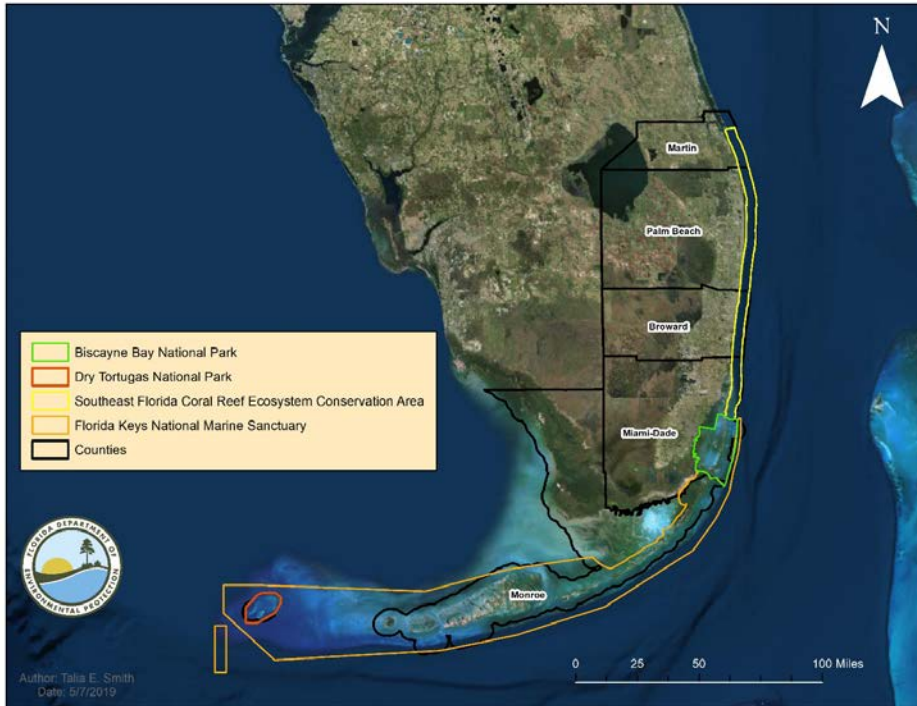 N
Martin
Palm Beach
Broward
Miami-Dade
Monroe
Biscayne Bay National Park
Dry Tortugas National Park
Southeast Florida Coral Reef Ecosystem Conservation Area
Florida Keys National Marine Sanctuary
Counties
FLORIDA DEPARTMENT OF
ENVIRONMENTAL PROTECTION
0 25 50 100 Miles
Author: Talia E. Smith
Date: 5/7/2019